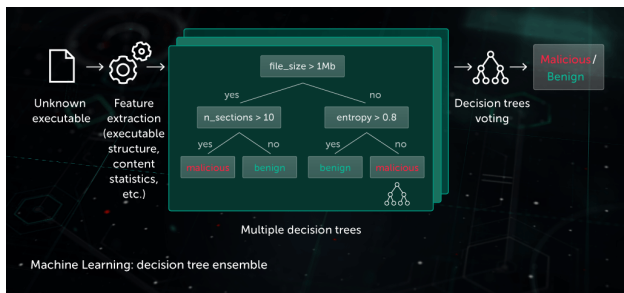 Unknown
executable
Feature
extraction
(executable
structure,
content
statistics,
etc.)
file_size > 1Mb
yes
no
n_sections > 10
entropy > 0.8
yes
no
yes
no
malicious
benign
benign
malicious
Multiple decision trees
Decision trees
voting
Malicious /
Benign
Machine Learning: decision tree ensemble